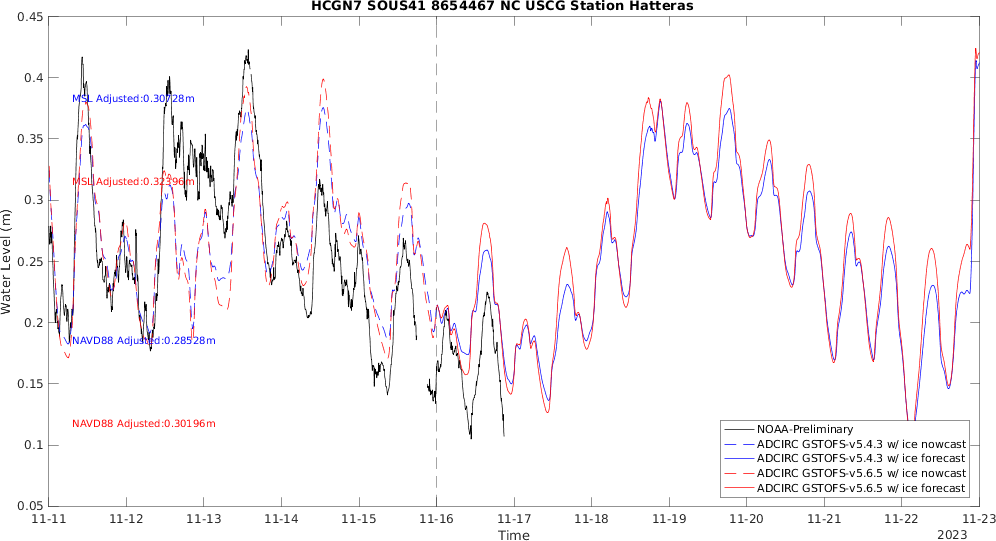 HCGN7 SOUS41 8654467 NC USCG Station Hatteras
0.45
0.4
0.35
0.3
0.25
0.2
0.15
0.1
0.05
Water Level (m)
MSL Adjusted:0.30728m
MSL Adjusted:0.32396m
NAVD88 Adjusted:0.28528m
NAVD88 Adjusted:0.30196m
NOAA-Preliminary
ADCIRC GSTOFS-v5.4.3 w/ ice nowcast
ADCIRC GSTOFS-v5.4.3 w/ ice forecast
ADCIRC GSTOFS-v5.6.5 w/ ice nowcast
ADCIRC GSTOFS-v5.6.5 w/ ice forecast
11-11 11-12 11-13 11-14 11-15 11-16 11-17 11-18 11-19 11-20 11-21 11-22 11-23
Time 2023